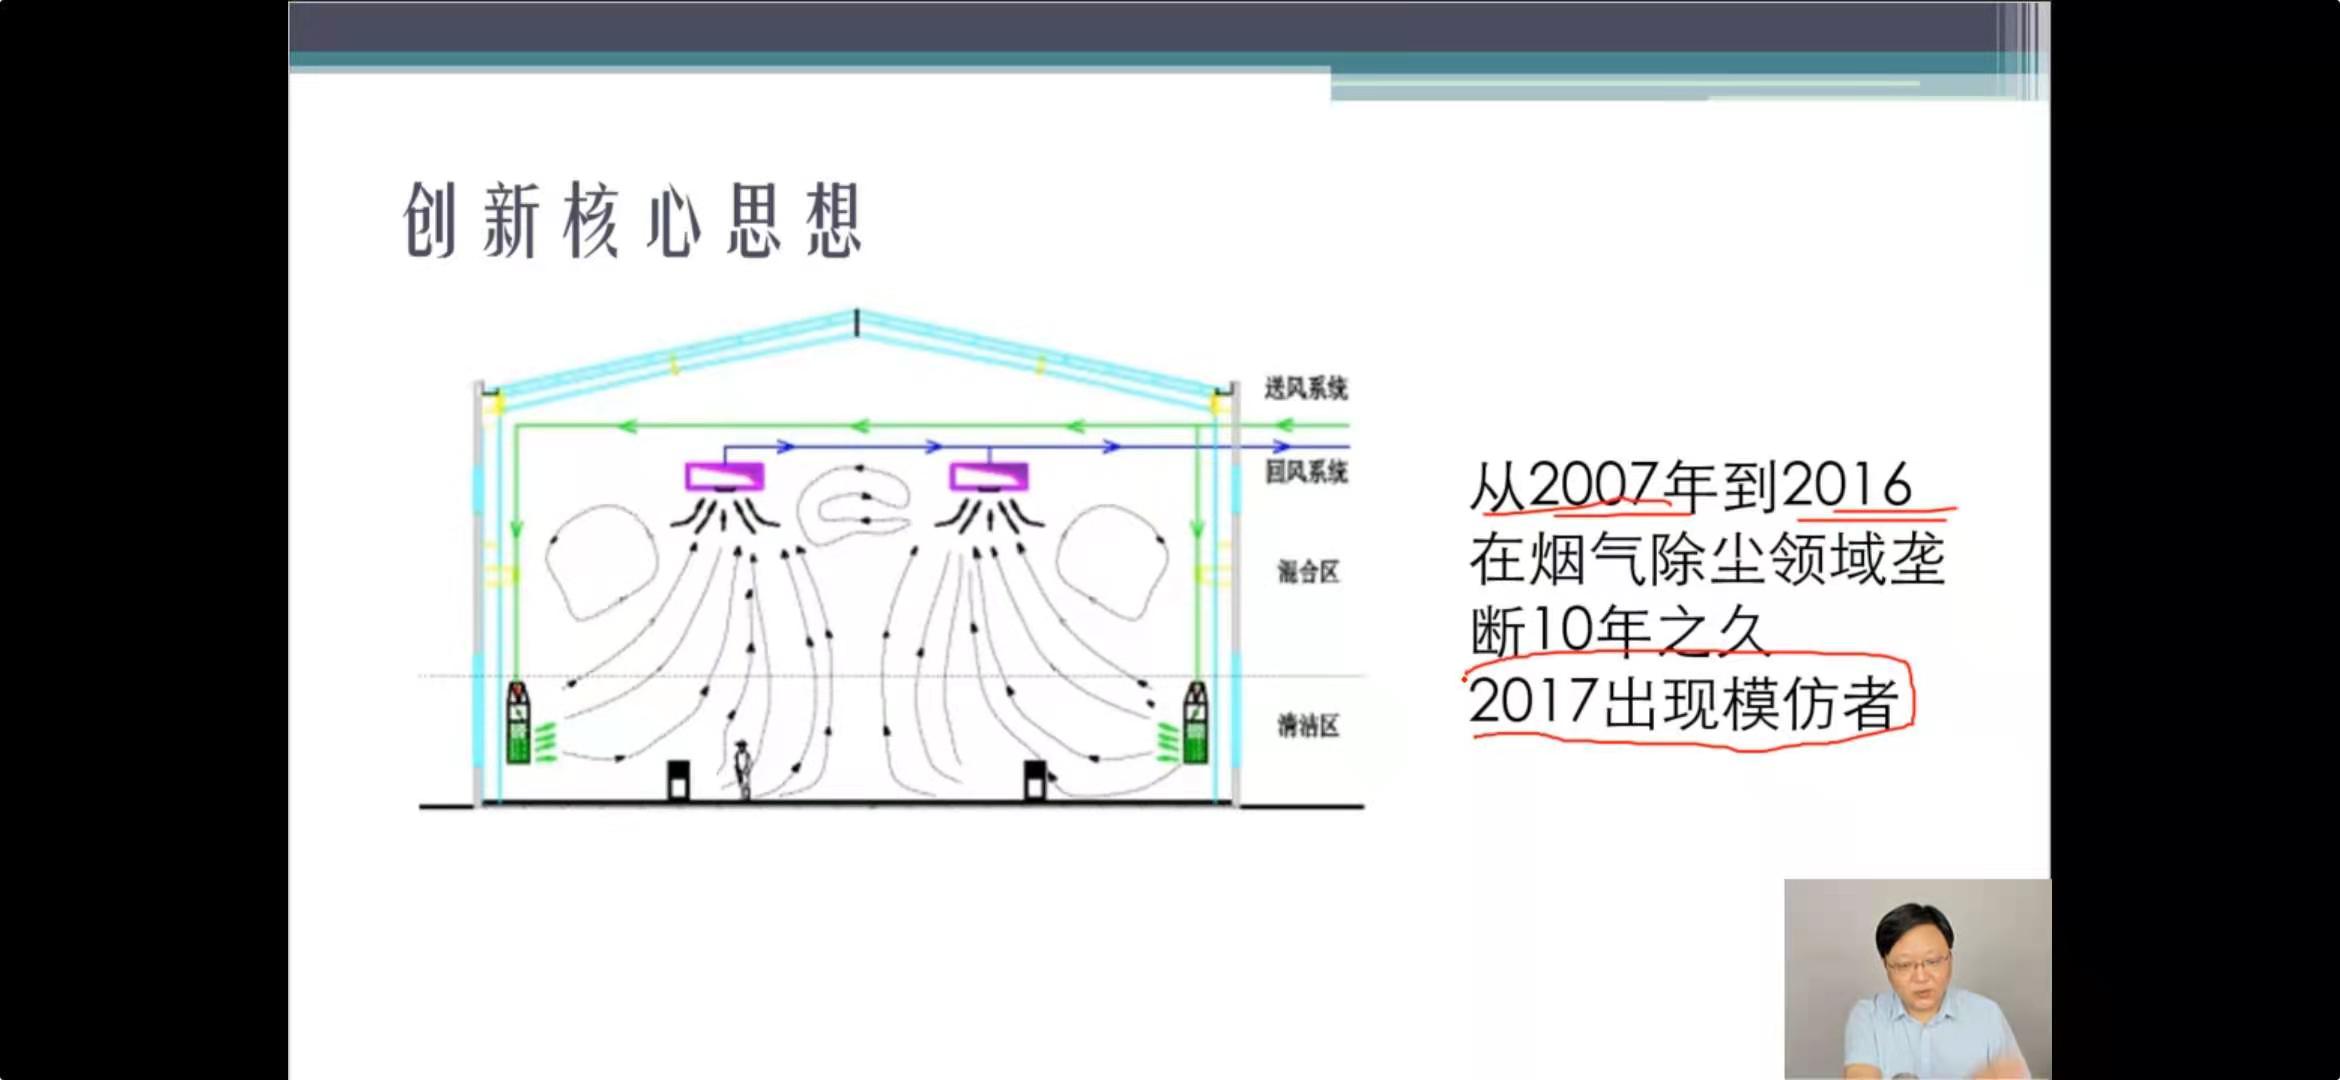 创新核心思想
送风系统
回风系统
混合区
清洁区
从2007年到2016
在烟气除尘领域垄
断10年之久
2017出现模仿者